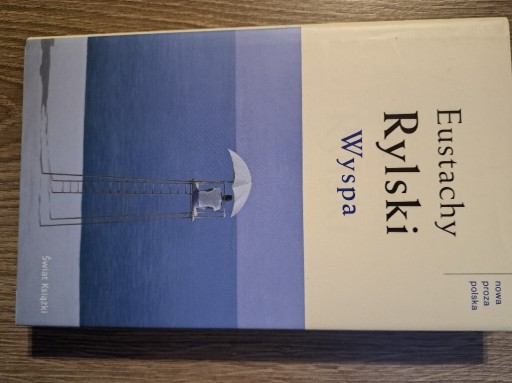 nowa
proza
polska
Eustachy
Rylski
Wyspa
Świat Książki